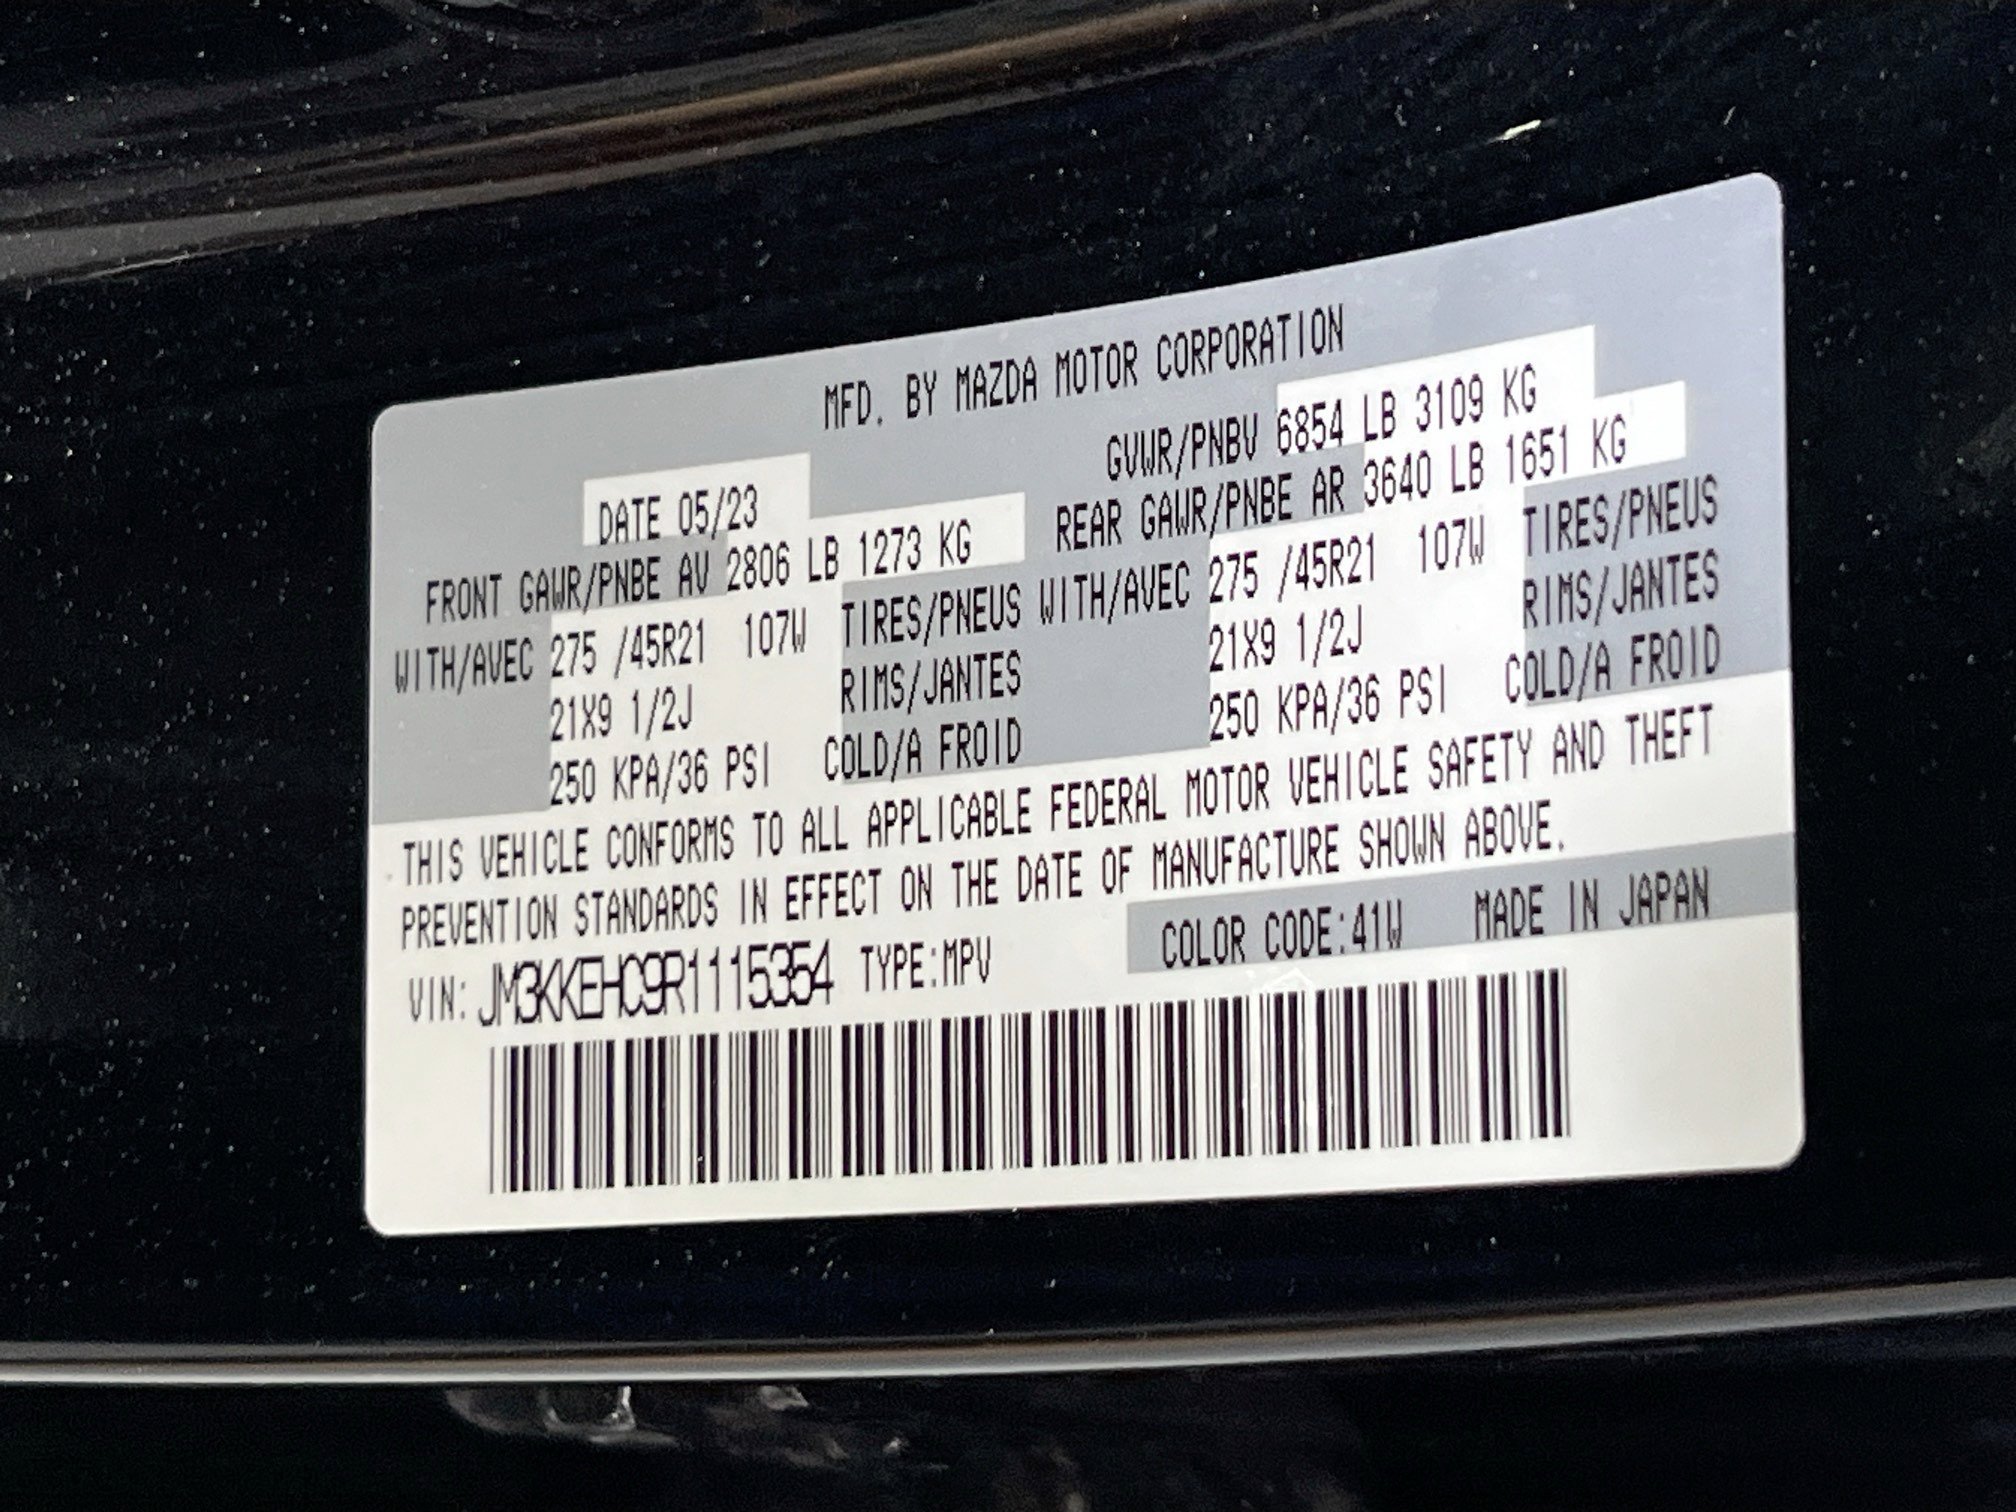 MFD. BY MAZDA MOTOR CORPORATION
DATE 05/23 GVWR/PNBV 6854 LB 3109 KG
FRONT GAWR/PNBE AV 2806 LB 1273 KG REAR GAWR/PNBE AR 3640 LB 1651 KG
WITH/AVEC 275 /45R21 107W TIRES/PNEUS WITH/AVEC 275 /45R21 107W TIRES/PNEUS
21X9 1/2J RIMS/JANTES 21X9 1/2J RIMS/JANTES
250 KPA/36 PSI COLD/A FROID 250 KPA/36 PSI COLD/A FROID
THIS VEHICLE CONFORMS TO ALL APPLICABLE FEDERAL MOTOR VEHICLE SAFETY AND THEFT
PREVENTION STANDARDS IN EFFECT ON THE DATE OF MANUFACTURE SHOWN ABOVE.
VIN: JM3KKEHC9R1115354 TYPE:MPV COLOR CODE:41W MADE IN JAPAN